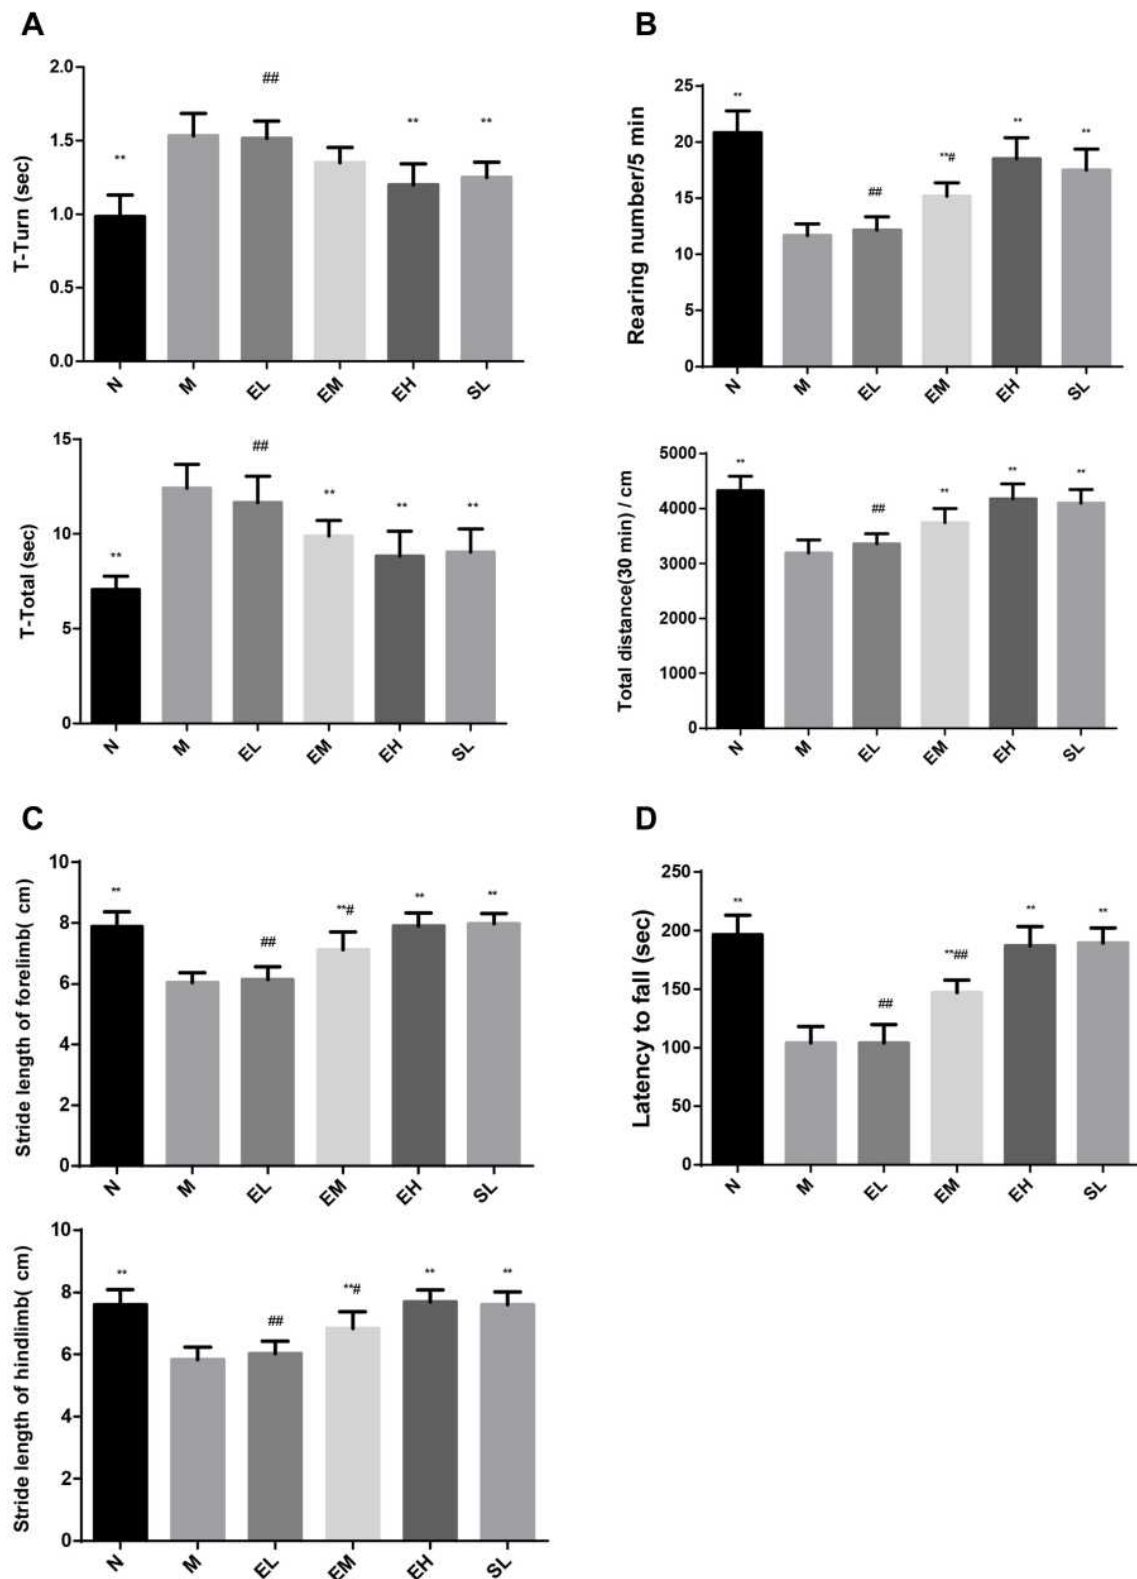 A
T-Turn (sec)
2.0
1.5
1.0
0.5
0.0
**
##
**
**
N
M
EL
EM
EH
SL
T-Total (sec)
15
10
5
0
**
##
**
**
**
N
M
EL
EM
EH
SL
B
Rearing number/5 min
25
20
15
10
5
0
**
##
**#
**
**
N
M
EL
EM
EH
SL
Total distance(30 min) / cm
5000
4000
3000
2000
1000
0
**
##
**
**
**
N
M
EL
EM
EH
SL
C
Stride length of forelimb( cm)
10
8
6
4
2
0
**
##
**#
**
**
N
M
EL
EM
EH
SL
Stride length of hindlimb( cm)
10
8
6
4
2
0
**
##
**#
**
**
N
M
EL
EM
EH
SL
D
Latency to fall (sec)
250
200
150
100
50
0
**
##
**##
**
**
N
M
EL
EM
EH
SL